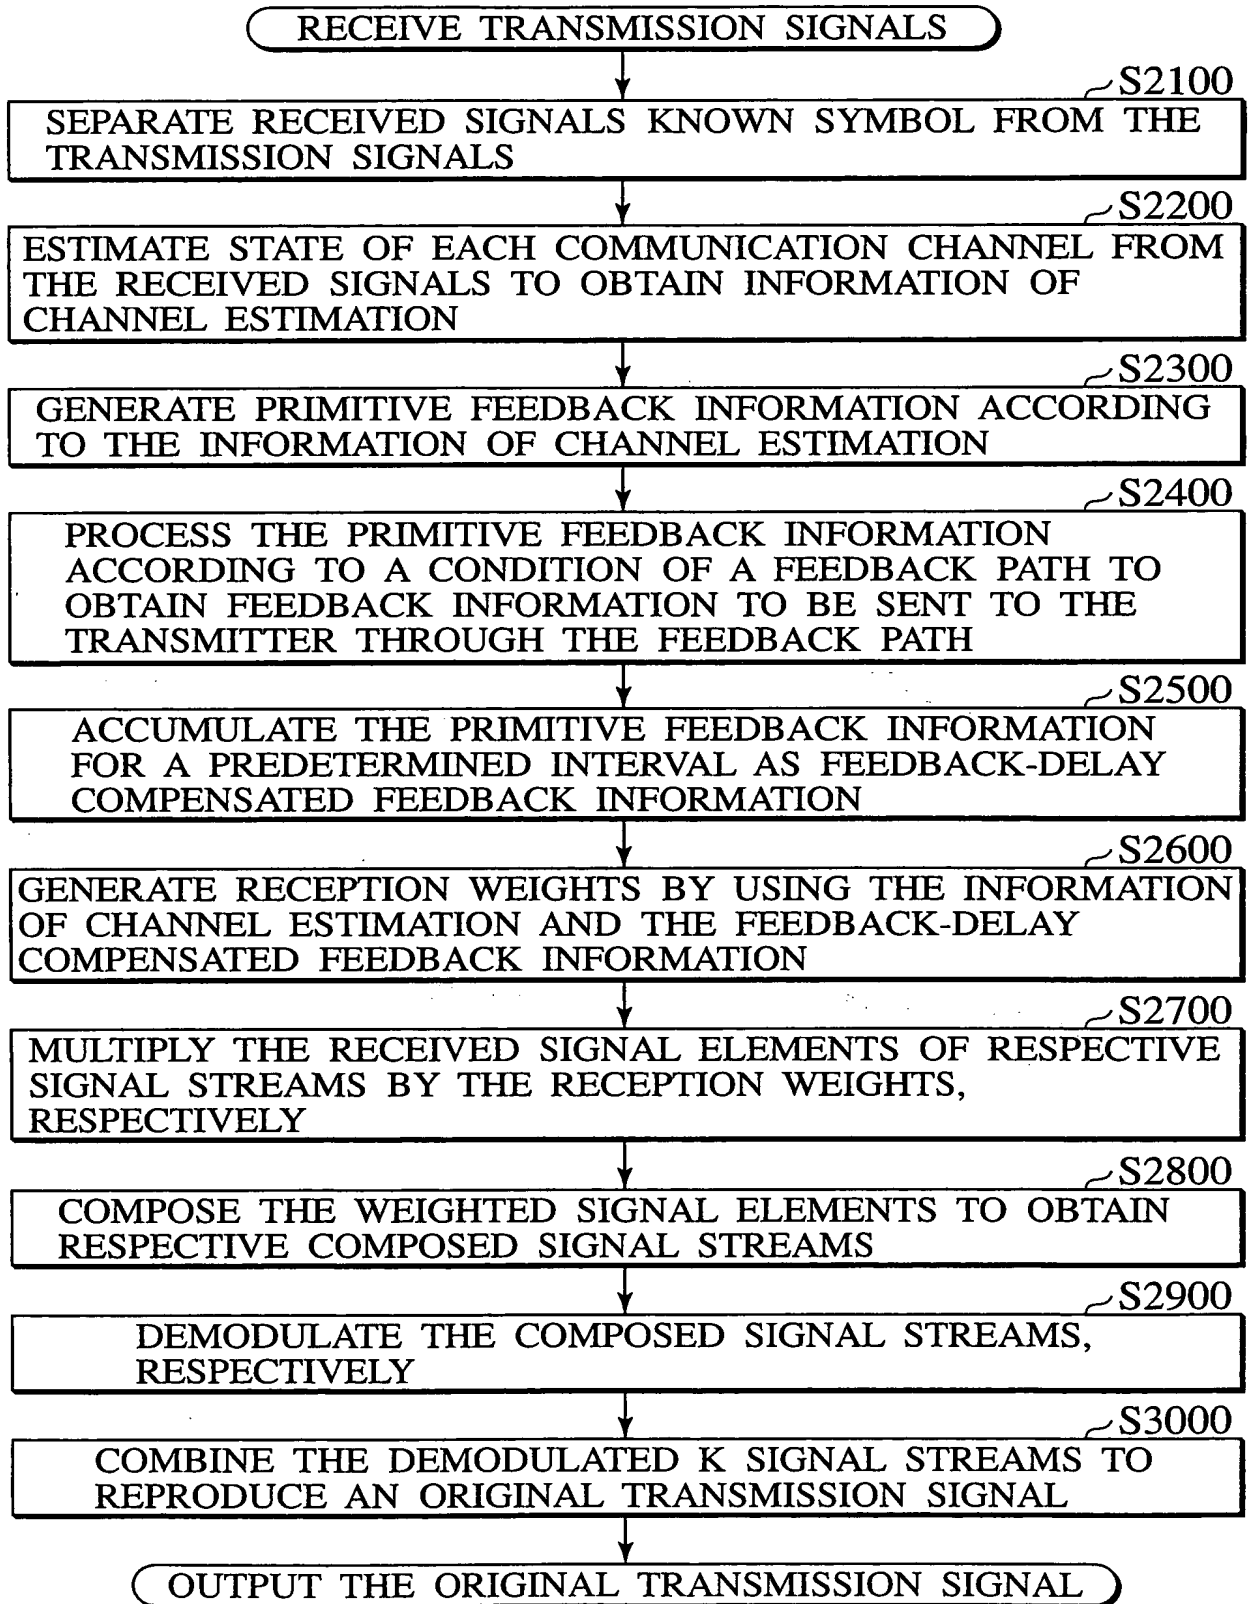 RECEIVE TRANSMISSION SIGNALS
S2100
SEPARATE RECEIVED SIGNALS KNOWN SYMBOL FROM THE
TRANSMISSION SIGNALS
S2200
ESTIMATE STATE OF EACH COMMUNICATION CHANNEL FROM
THE RECEIVED SIGNALS TO OBTAIN INFORMATION OF
CHANNEL ESTIMATION
S2300
GENERATE PRIMITIVE FEEDBACK INFORMATION ACCORDING
TO THE INFORMATION OF CHANNEL ESTIMATION
S2400
PROCESS THE PRIMITIVE FEEDBACK INFORMATION
ACCORDING TO A CONDITION OF A FEEDBACK PATH TO
OBTAIN FEEDBACK INFORMATION TO BE SENT TO THE
TRANSMITTER THROUGH THE FEEDBACK PATH
S2500
ACCUMULATE THE PRIMITIVE FEEDBACK INFORMATION
FOR A PREDETERMINED INTERVAL AS FEEDBACK-DELAY
COMPENSATED FEEDBACK INFORMATION
S2600
GENERATE RECEPTION WEIGHTS BY USING THE INFORMATION
OF CHANNEL ESTIMATION AND THE FEEDBACK-DELAY
COMPENSATED FEEDBACK INFORMATION
S2700
MULTIPLY THE RECEIVED SIGNAL ELEMENTS OF RESPECTIVE
SIGNAL STREAMS BY THE RECEPTION WEIGHTS,
RESPECTIVELY
S2800
COMPOSE THE WEIGHTED SIGNAL ELEMENTS TO OBTAIN
RESPECTIVE COMPOSED SIGNAL STREAMS
S2900
DEMODULATE THE COMPOSED SIGNAL STREAMS,
RESPECTIVELY
S3000
COMBINE THE DEMODULATED K SIGNAL STREAMS TO
REPRODUCE AN ORIGINAL TRANSMISSION SIGNAL
OUTPUT THE ORIGINAL TRANSMISSION SIGNAL